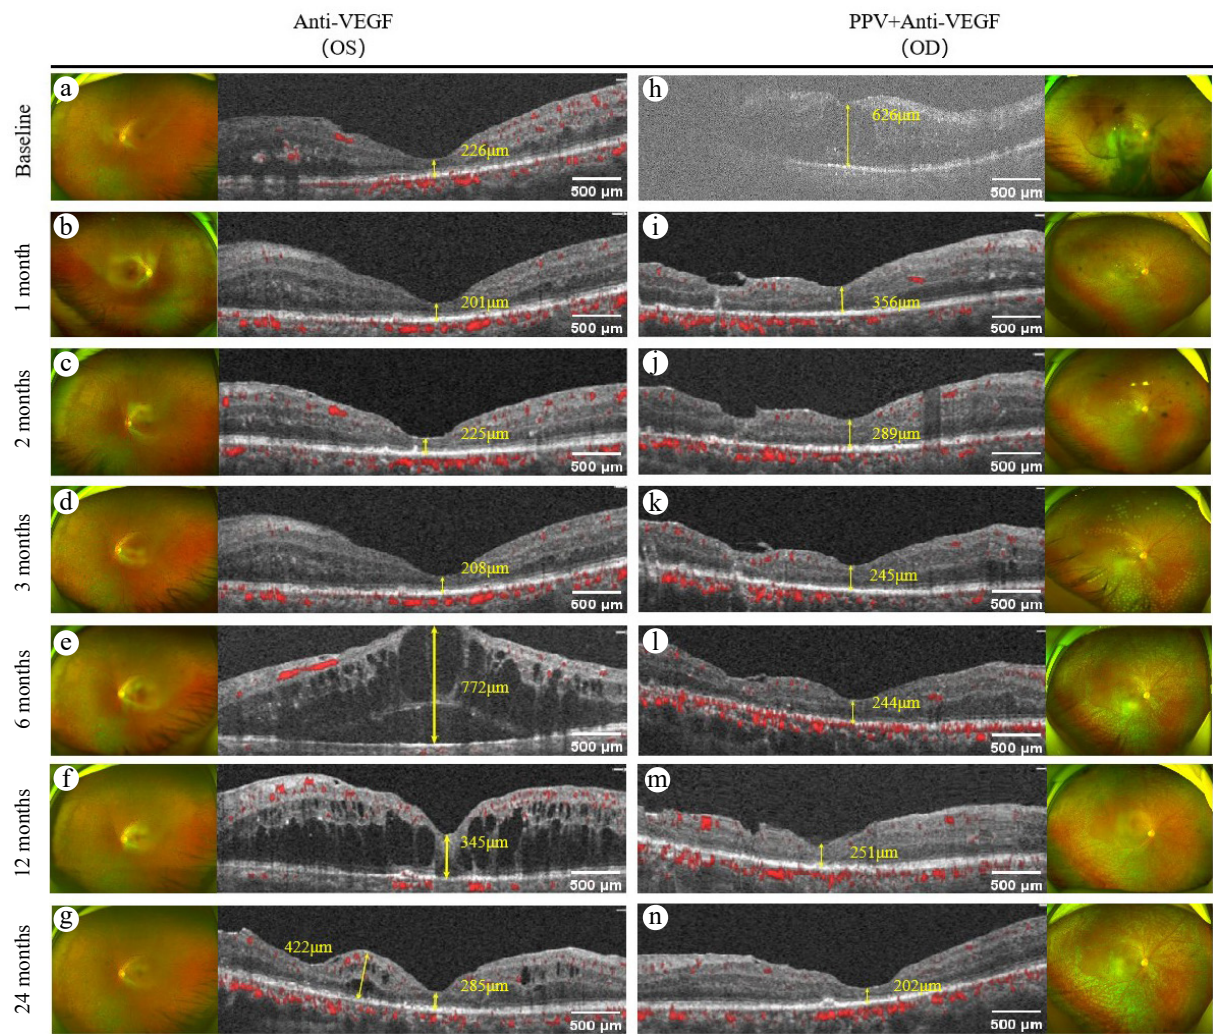 Anti-VEGF
(OS)
PPV+Anti-VEGF
(OD)
Baseline
a
226μm
500 μm
h
626μm
500 μm
1 month
b
201μm
500 μm
i
356μm
500 μm
2 months
c
225μm
500 μm
j
289μm
500 μm
3 months
d
208μm
500 μm
k
245μm
500 μm
6 months
e
772μm
500 μm
l
244μm
500 μm
12 months
f
345μm
500 μm
m
251μm
500 μm
24 months
g
422μm
285μm
500 μm
n
202μm
500 μm